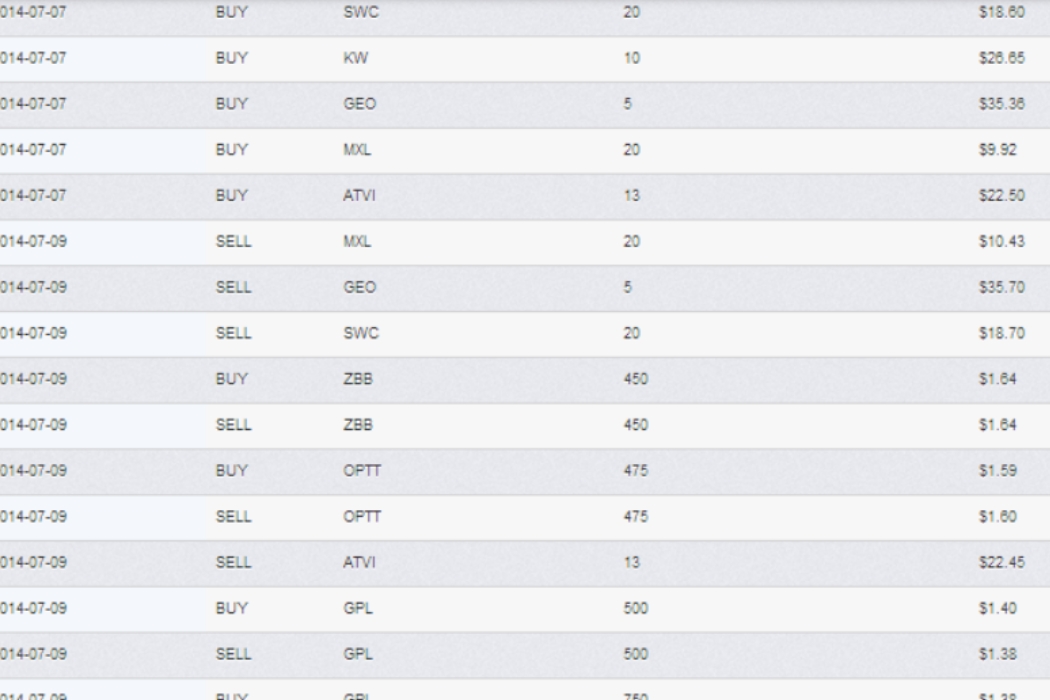 014-07-07 BUY SWC 20 $18.60
014-07-07 BUY KW 10 $26.65
014-07-07 BUY GEO 5 $35.36
014-07-07 BUY MXL 20 $9.92
014-07-07 BUY ATVI 13 $22.50
014-07-09 SELL MXL 20 $10.43
014-07-09 SELL GEO 5 $35.70
014-07-09 SELL SWC 20 $18.70
014-07-09 BUY ZBB 450 $1.64
014-07-09 SELL ZBB 450 $1.64
014-07-09 BUY OPTT 475 $1.59
014-07-09 SELL OPTT 475 $1.60
014-07-09 SELL ATVI 13 $22.45
014-07-09 BUY GPL 500 $1.40
014-07-09 SELL GPL 500 $1.38
014-07-09 BUY GPL 750 $1.38